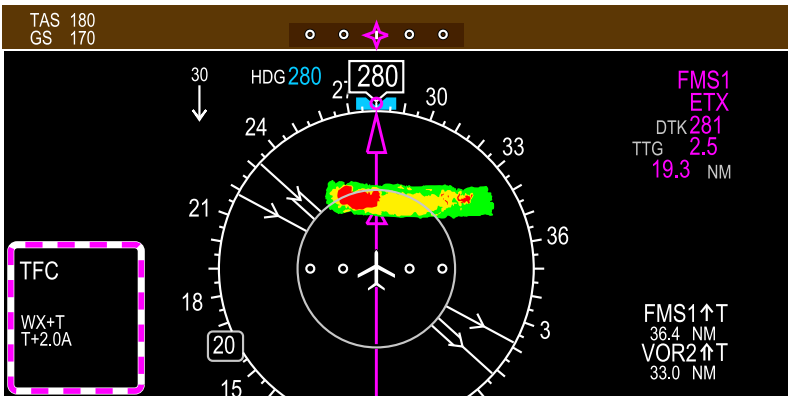 TAS 180
GS 170
30
HDG 280
280
27
30
24
33
21
36
18
3
20
15
FMS1
ETX
DTK 281
TTG 2.5
19.3 NM
TFC
WX+T
T+2.0A
FMS1↑T
36.4 NM
VOR2⇑T
33.0 NM